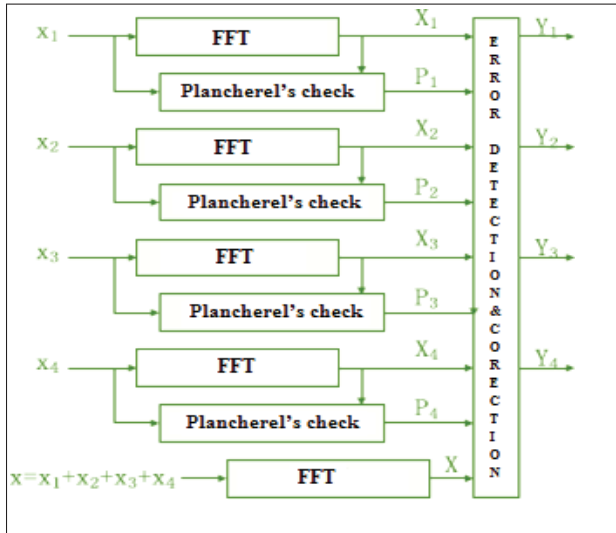 x₁ FFT X₁ Y₁
Plancherel's check P₁
x₂ FFT X₂ Y₂
Plancherel's check P₂
x₃ FFT X₃ Y₃
Plancherel's check P₃
x₄ FFT X₄ Y₄
Plancherel's check P₄
x=x₁+x₂+x₃+x₄ FFT X
ERROR DETECTION&CORECTION